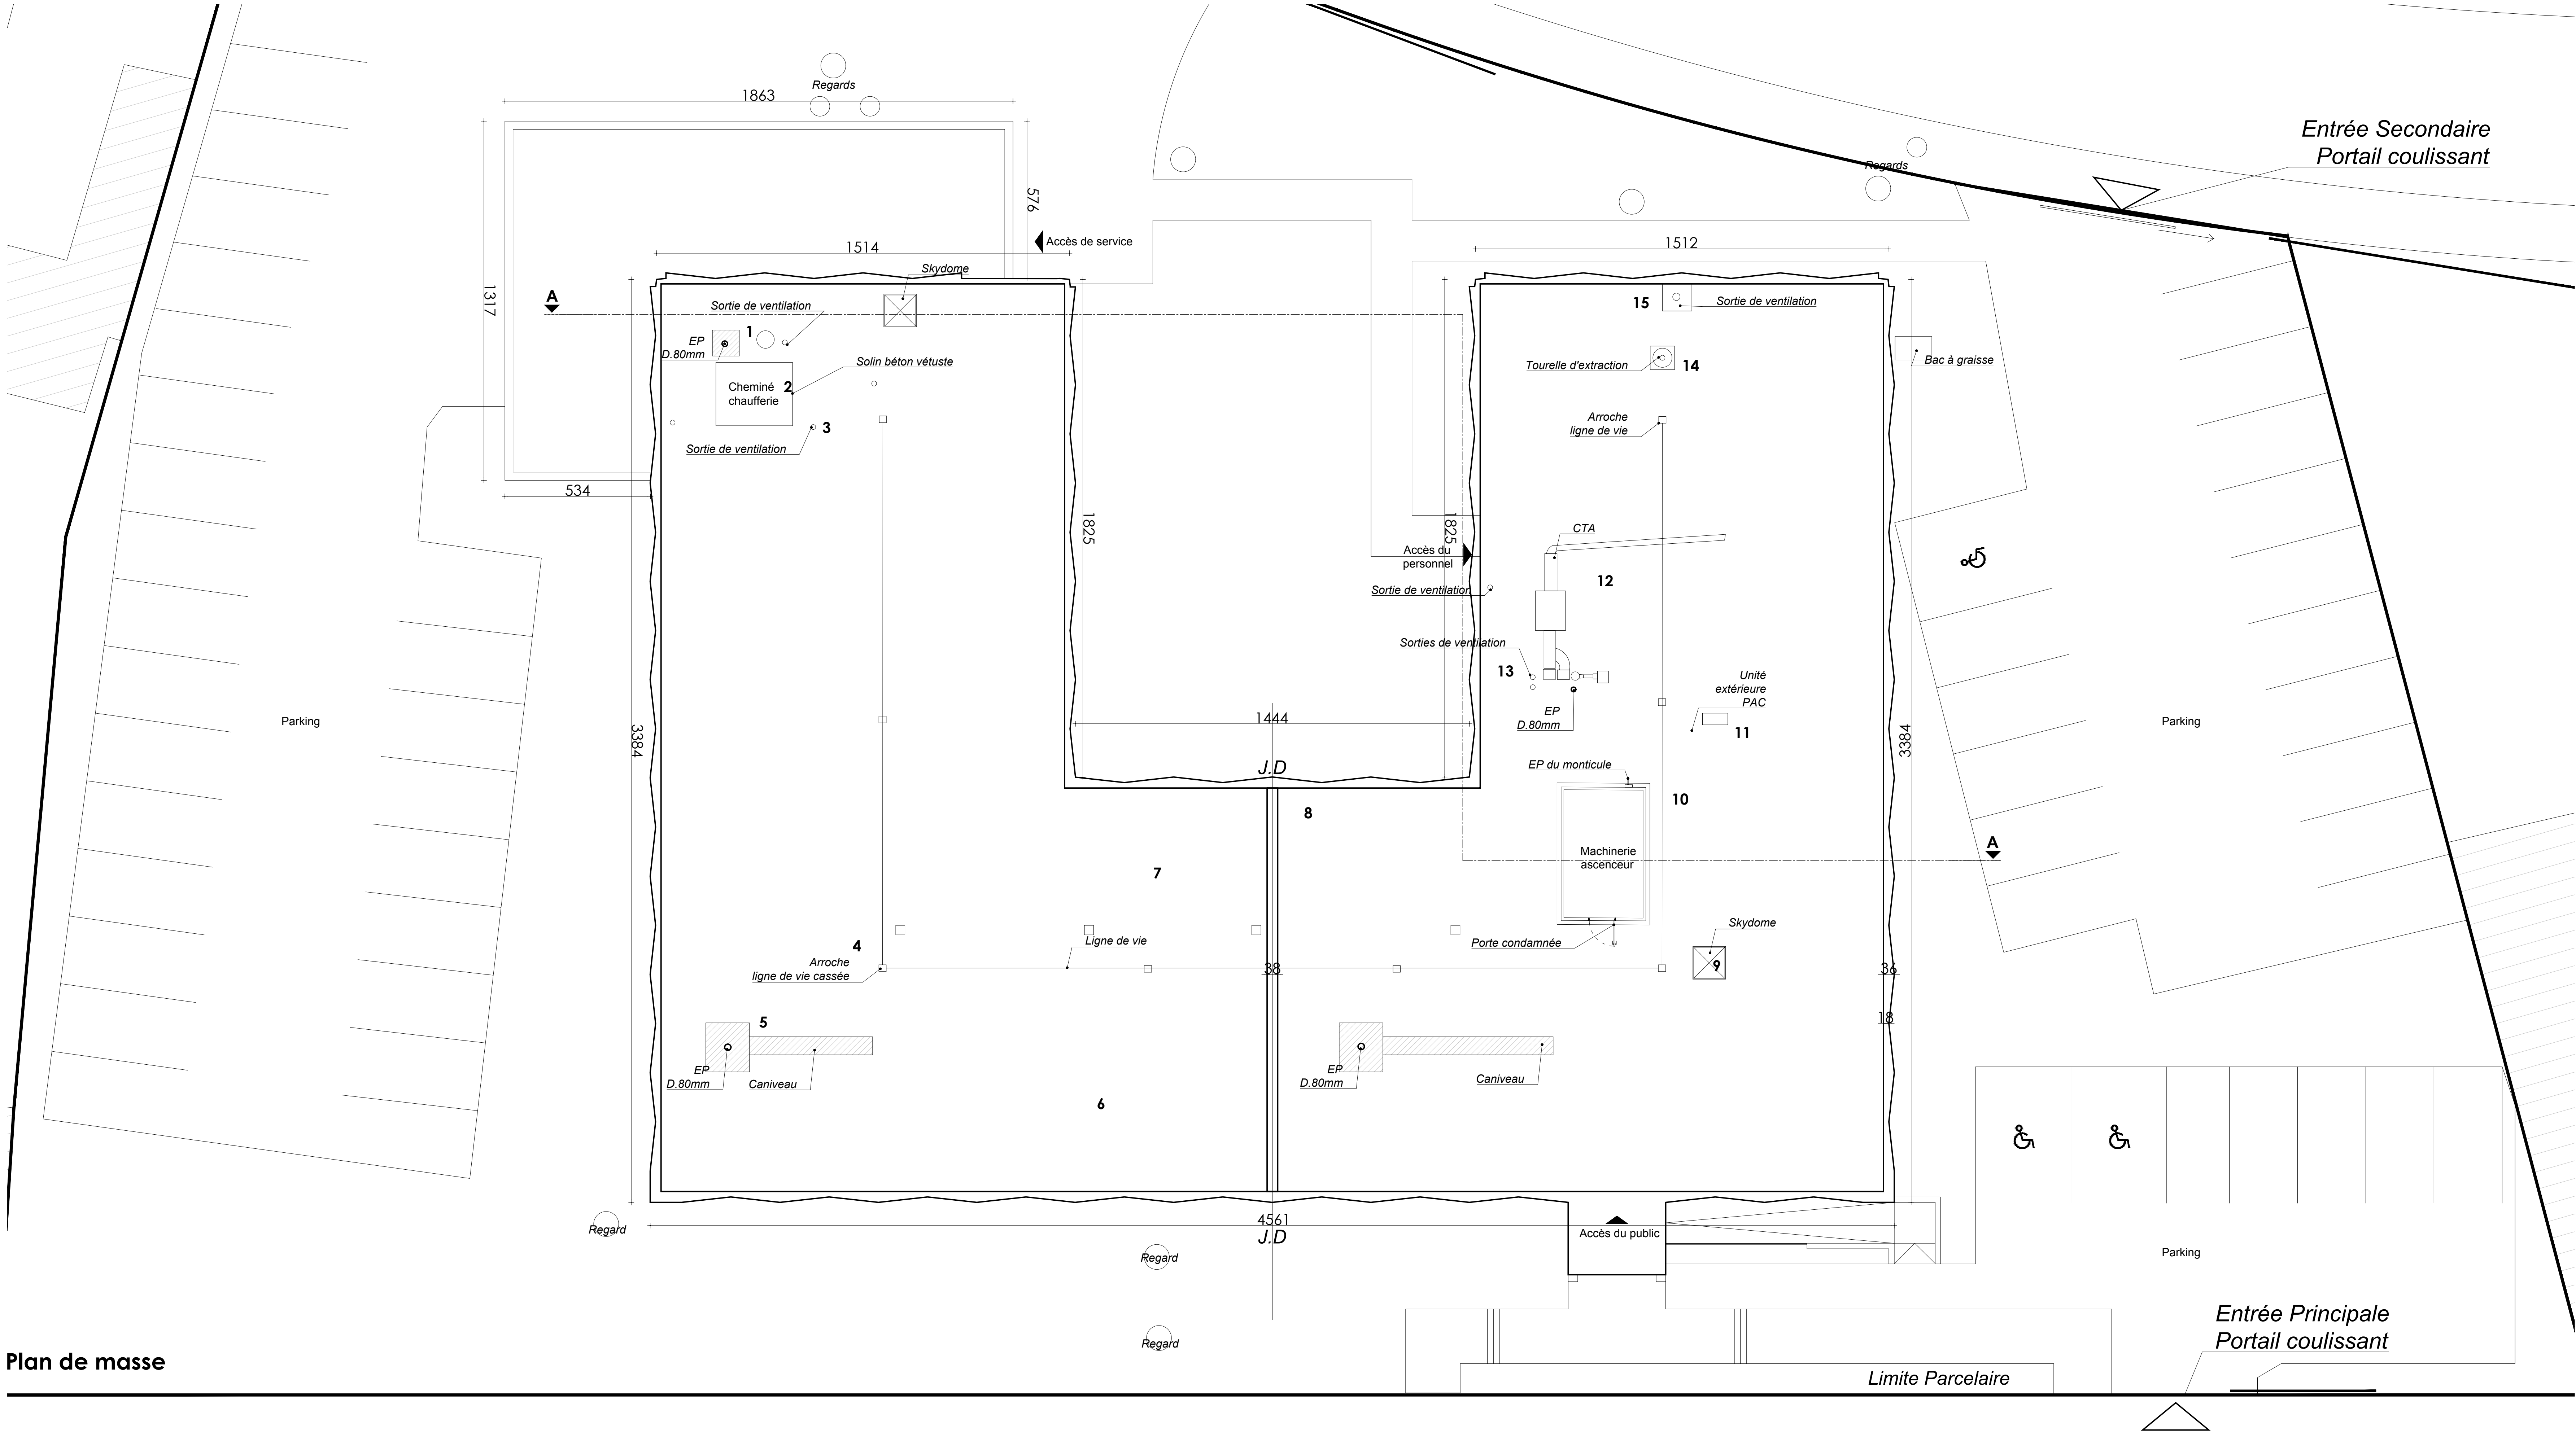 Regards
1863
Entrée Secondaire
Portail coulissant
Regards
576
Accès de service
1514
1512
Skydome
1317
A
Sortie de ventilation
1
EP
D.80mm
Solin béton vétuste
Cheminé
chaufferie
2
3
Sortie de ventilation
534
15
Sortie de ventilation
Tourelle d'extraction
14
Bac à graisse
Arroche
ligne de vie
1825
1825
CTA
Accès du
personnel
12
Sortie de ventilation
Sorties de ventilation
13
Unité
extérieure
PAC
EP
D.80mm
11
Parking
3384
1444
3384
Parking
J.D
EP du monticule
10
8
Machinerie
ascenceur
A
7
Skydome
4
Ligne de vie
Porte condamnée
Arroche
ligne de vie cassée
38
9
36
5
18
EP
D.80mm
Caniveau
EP
D.80mm
Caniveau
6
4561
J.D
Regard
Accès du public
Regard
Parking
Entrée Principale
Portail coulissant
Regard
Plan de masse
Limite Parcelaire